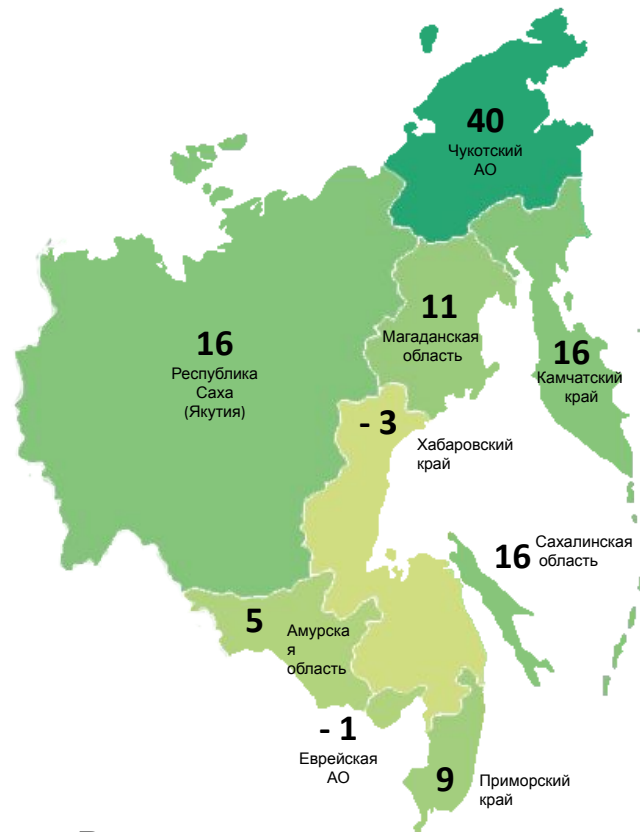 40
Чукотский
АО
11
Магаданская
область
16
Республика
Саха
(Якутия)
16
Камчатский
край
- 3
Хабаровский
край
16
Сахалинская
область
5
Амурска
я
область
- 1
Еврейская
АО
9
Приморский
край